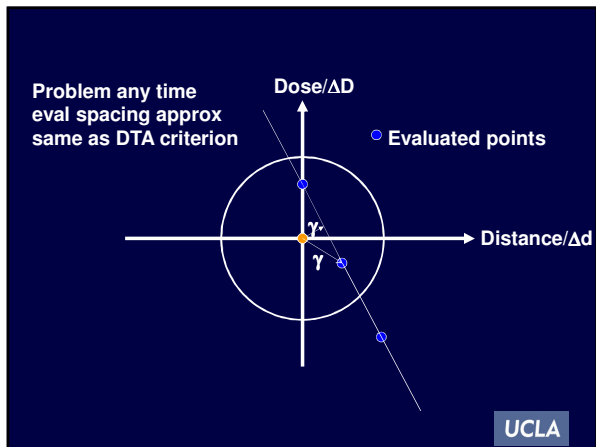 Problem any time
eval spacing approx
same as DTA criterion
Dose/ΔD
Evaluated points
γ
Distance/Δd
γ
UCLA